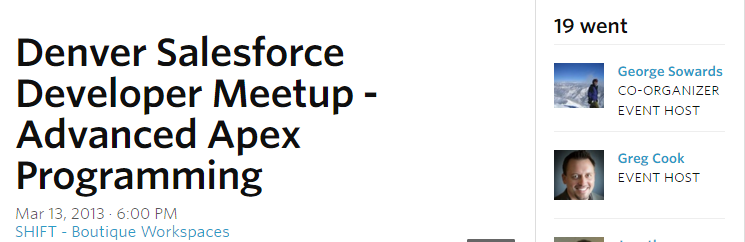 Denver Salesforce
Developer Meetup -
Advanced Apex
Programming
Mar 13, 2013 · 6:00 PM
SHIFT - Boutique Workspaces
19 went
George Sowards
CO-ORGANIZER
EVENT HOST
Greg Cook
EVENT HOST